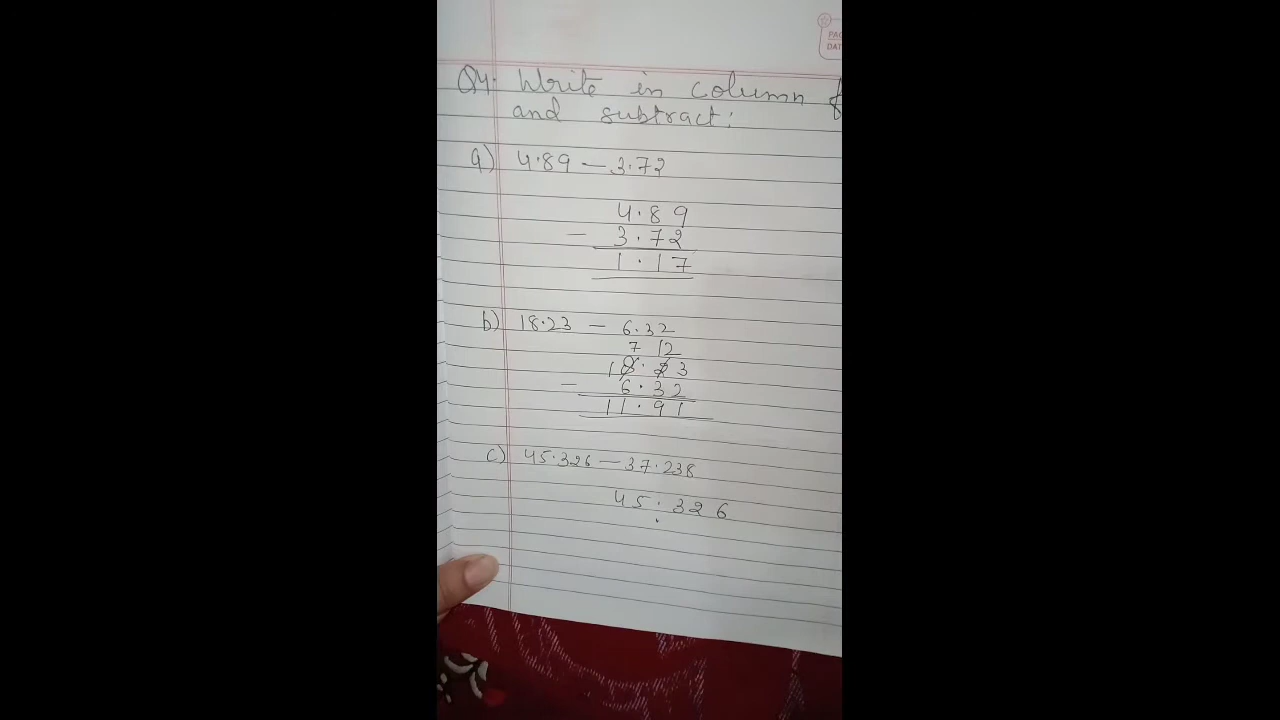 Q4. Write in column
and subtract:
a) 4.89 — 3.72
4.89
— 3.72
1.17
b) 18.23 — 6.32
7 12
18.23
— 6.32
11.91
c) 45.326 — 37.238
45.326
.